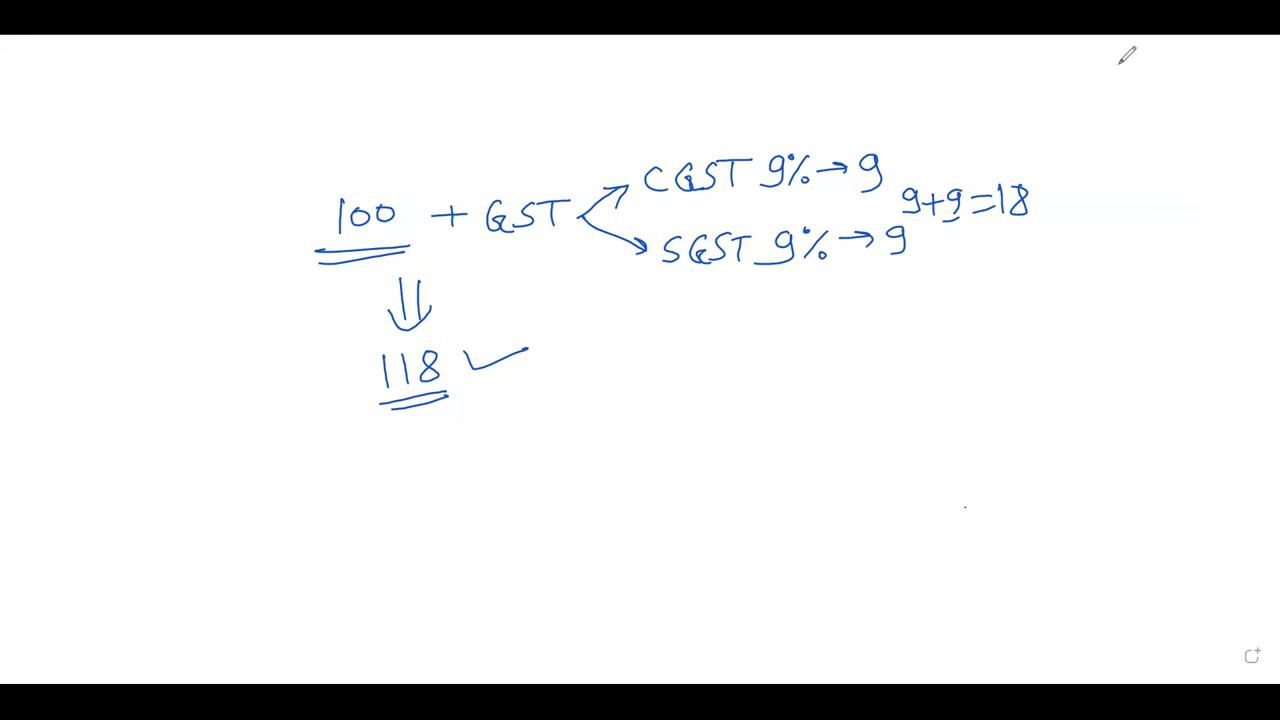 CGST 9% → 9
100 + GST 9+9=18
SGST 9% → 9
118 ✓